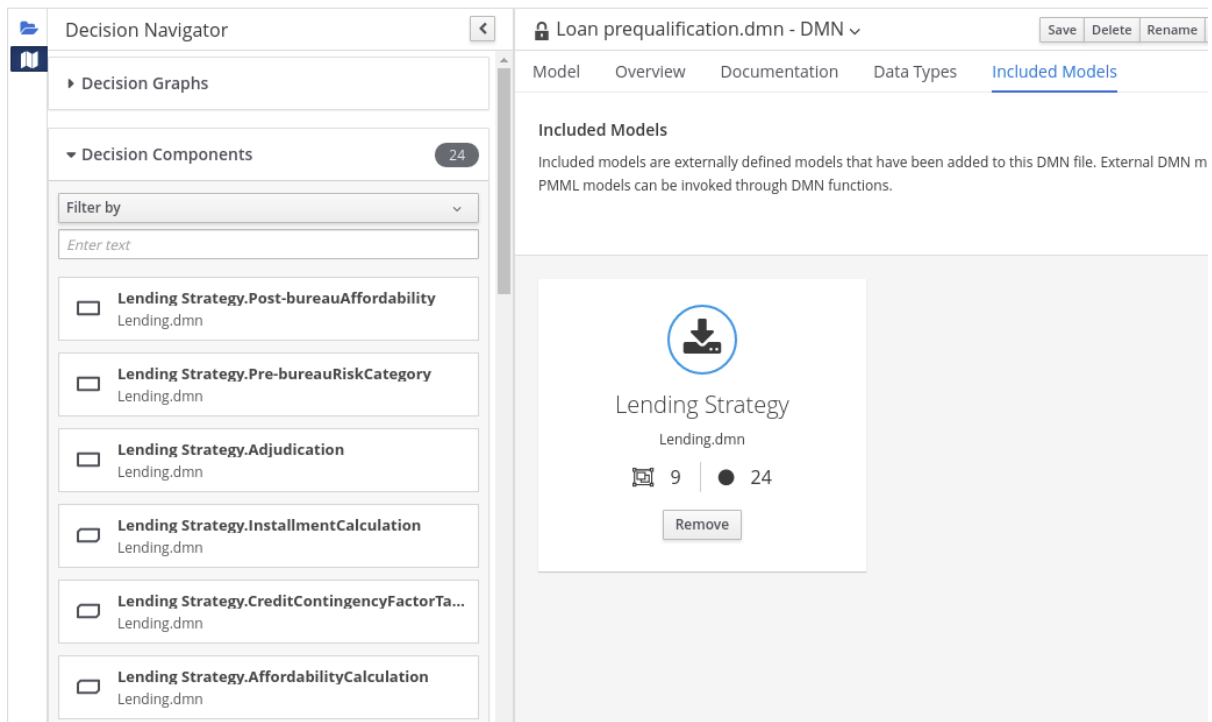 Decision Navigator
Decision Graphs
Decision Components 24
Filter by
Enter text
Lending Strategy.Post-bureauAffordability
Lending.dmn
Lending Strategy.Pre-bureauRiskCategory
Lending.dmn
Lending Strategy.Adjudication
Lending.dmn
Lending Strategy.InstallmentCalculation
Lending.dmn
Lending Strategy.CreditContingencyFactorTa...
Lending.dmn
Lending Strategy.AffordabilityCalculation
Lending.dmn
Loan prequalification.dmn - DMN
Save Delete Rename
Model Overview Documentation Data Types Included Models
Included Models
Included models are externally defined models that have been added to this DMN file. External DMN m
PMML models can be invoked through DMN functions.
Lending Strategy
Lending.dmn
9 24
Remove